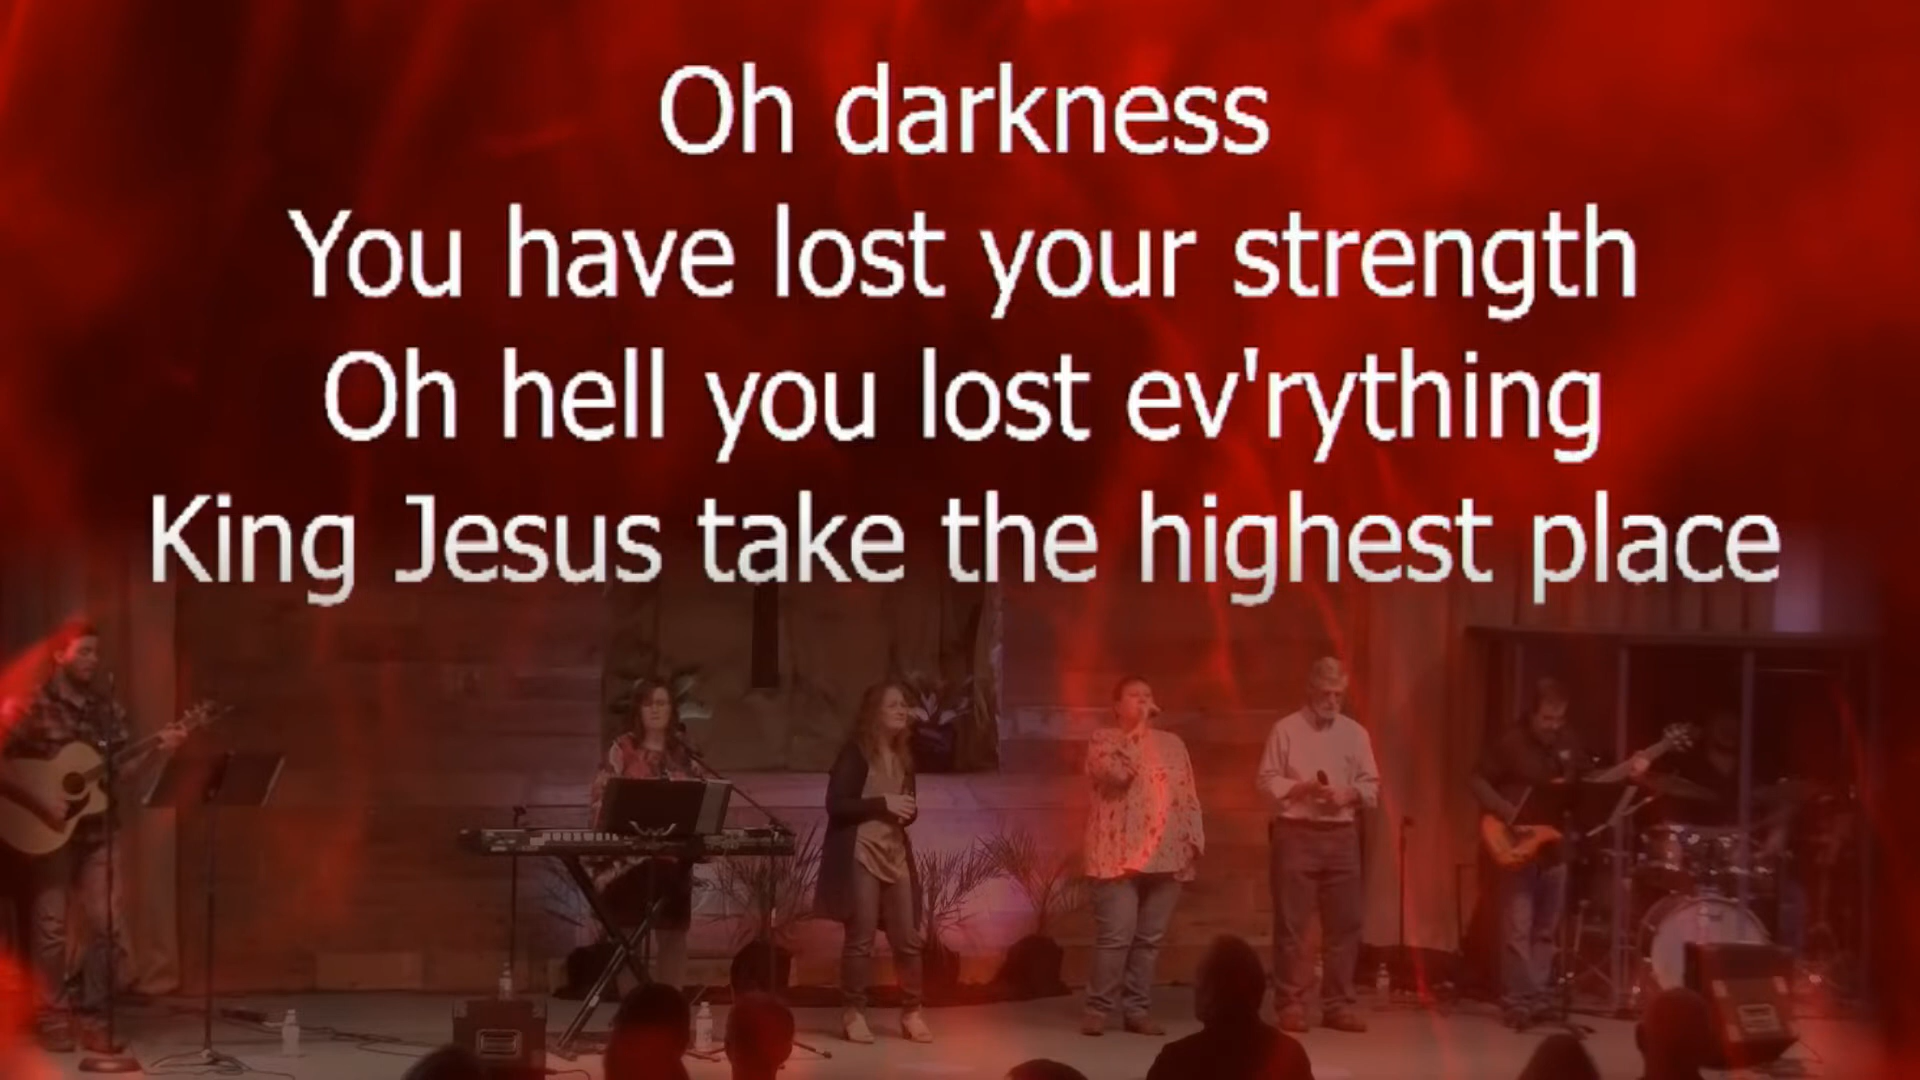 Oh darkness
You have lost your strength
Oh hell you lost ev'rything
King Jesus take the highest place